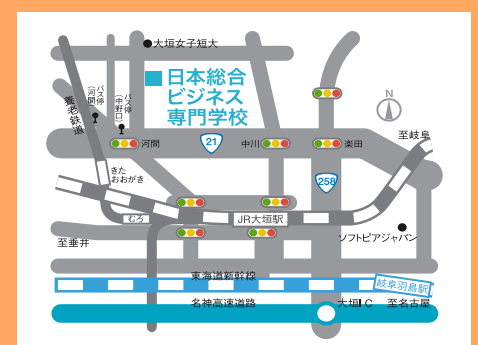 大垣女子短大
日本総合
ビジネス
専門学校
バス停
(河間)
バス停
(中野口)
養老鉄道
N
河間
21
中川
楽田
至岐阜
きた
おおがき
258
むろ
JR大垣駅
至垂井
ソフトピアジャパン
東海道新幹線
岐阜羽島駅
名神高速道路
大垣I.C
至名古屋